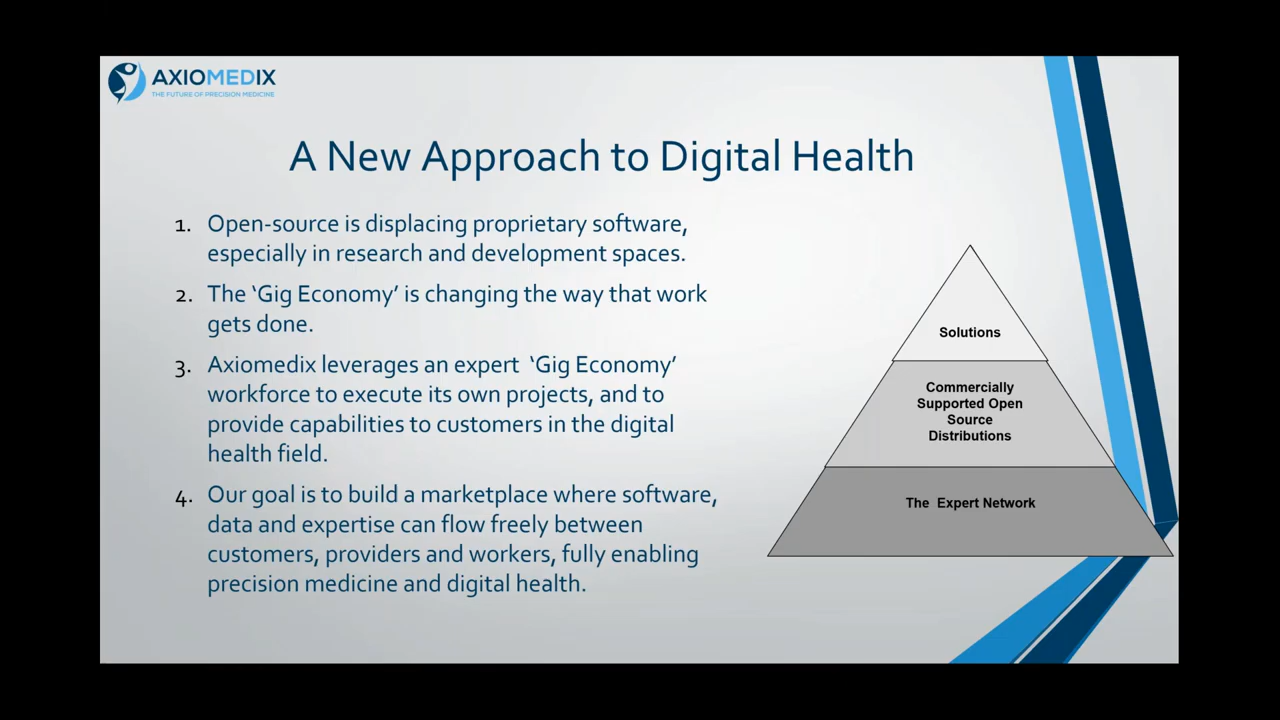 AXIOMEDIX
THE FUTURE OF PRECISION MEDICINE
A New Approach to Digital Health
1. Open-source is displacing proprietary software,
especially in research and development spaces.
2. The ‘Gig Economy’ is changing the way that work
gets done.
3. Axiomedix leverages an expert ‘Gig Economy’
workforce to execute its own projects, and to
provide capabilities to customers in the digital
health field.
4. Our goal is to build a marketplace where software,
data and expertise can flow freely between
customers, providers and workers, fully enabling
precision medicine and digital health.
Solutions
Commercially
Supported Open
Source
Distributions
The Expert Network